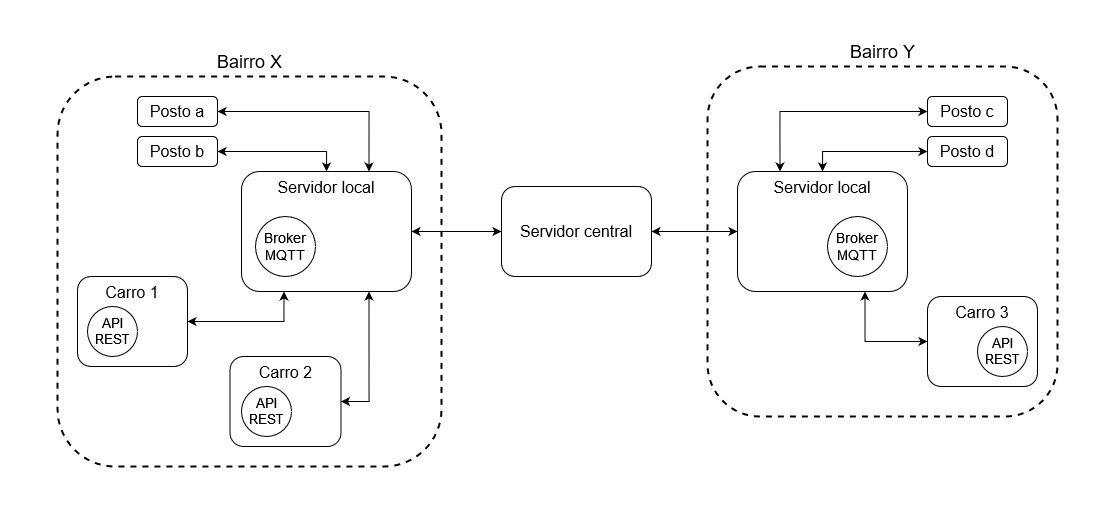 Bairro X
Posto a
Posto b
Servidor local
Broker
MQTT
Carro 1
API
REST
Carro 2
API
REST
Servidor central
Bairro Y
Posto c
Posto d
Servidor local
Broker
MQTT
Carro 3
API
REST